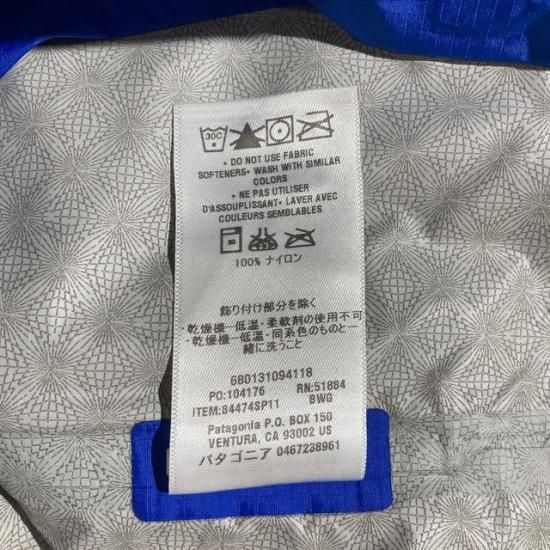 30C
• DO NOT USE FABRIC
SOFTENERS• WASH WITH SIMILAR
COLORS
• NE PAS UTILISER
D'ASSOUPLISSANT• LAVER AVEC
COULEURS SEMBLABLES
30
100% ナイロン
飾り付け部分を除く
・乾燥機－低温・柔軟剤の使用不可
・乾燥機－低温・同系色のものと一
緒に洗うこと
680131094118
PO:104176 RN:51884
ITEM:84474SP11 BWG
Patagonia P.O. BOX 150
VENTURA, CA 93002 US
パタゴニア 0467238961